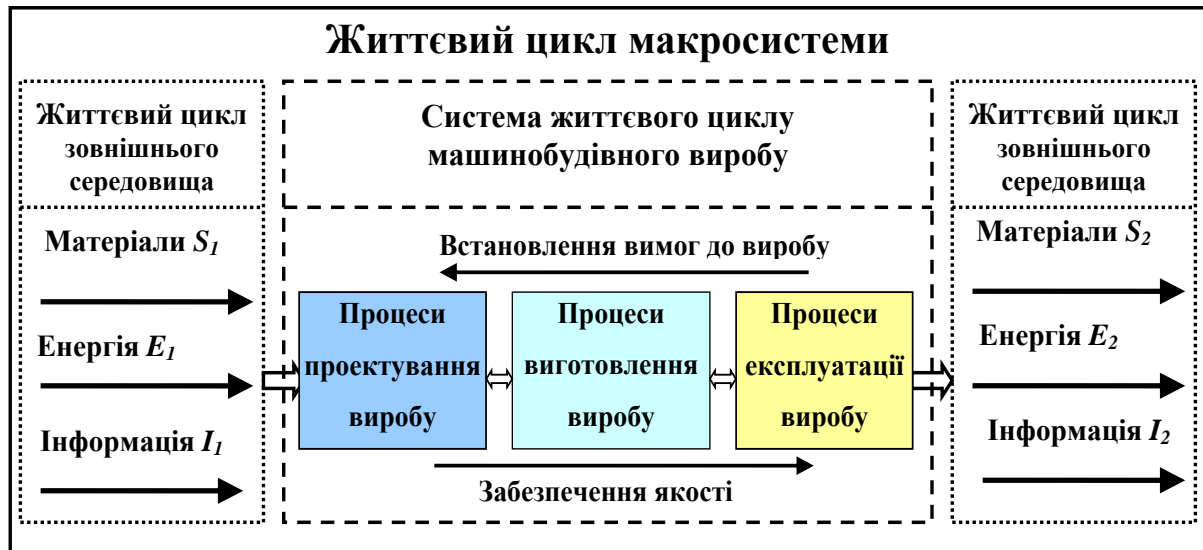 Життєвий цикл макросистеми
Життєвий цикл
зовнішнього
середовища
Матеріали S1
Енергія E1
Інформація I1
Система життєвого циклу
машинобудівного виробу
Встановлення вимог до виробу
Процеси
проектування
виробу
Процеси
виготовлення
виробу
Процеси
експлуатації
виробу
Забезпечення якості
Життєвий цикл
зовнішнього
середовища
Матеріали S2
Енергія E2
Інформація I2